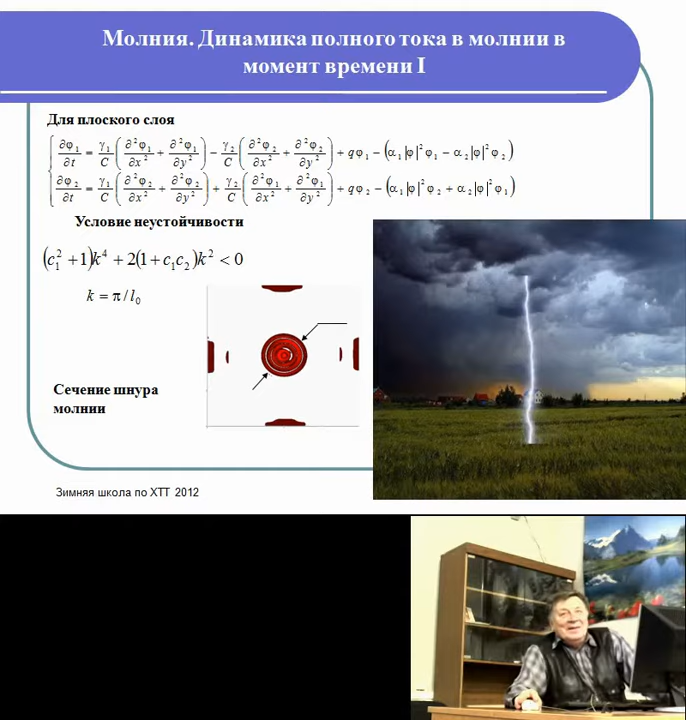 Молния. Динамика полного тока в молнии в
момент времени I
Для плоского слоя
∂φ₁/∂t = γ₁/C (∂²φ₁/∂x² + ∂²φ₁/∂y²) − γ₂/C (∂²φ₂/∂x² + ∂²φ₂/∂y²) + qφ₁ − (α₁|φ|²φ₁ − α₂|φ|²φ₂)
∂φ₂/∂t = γ₁/C (∂²φ₂/∂x² + ∂²φ₂/∂y²) + γ₂/C (∂²φ₁/∂x² + ∂²φ₁/∂y²) + qφ₂ − (α₁|φ|²φ₂ + α₂|φ|²φ₁)
Условие неустойчивости
(c₁² + 1)k⁴ + 2(1 + c₁c₂)k² < 0
k = π / l₀
Сечение шнура
молнии
Зимняя школа по ХТТ 2012